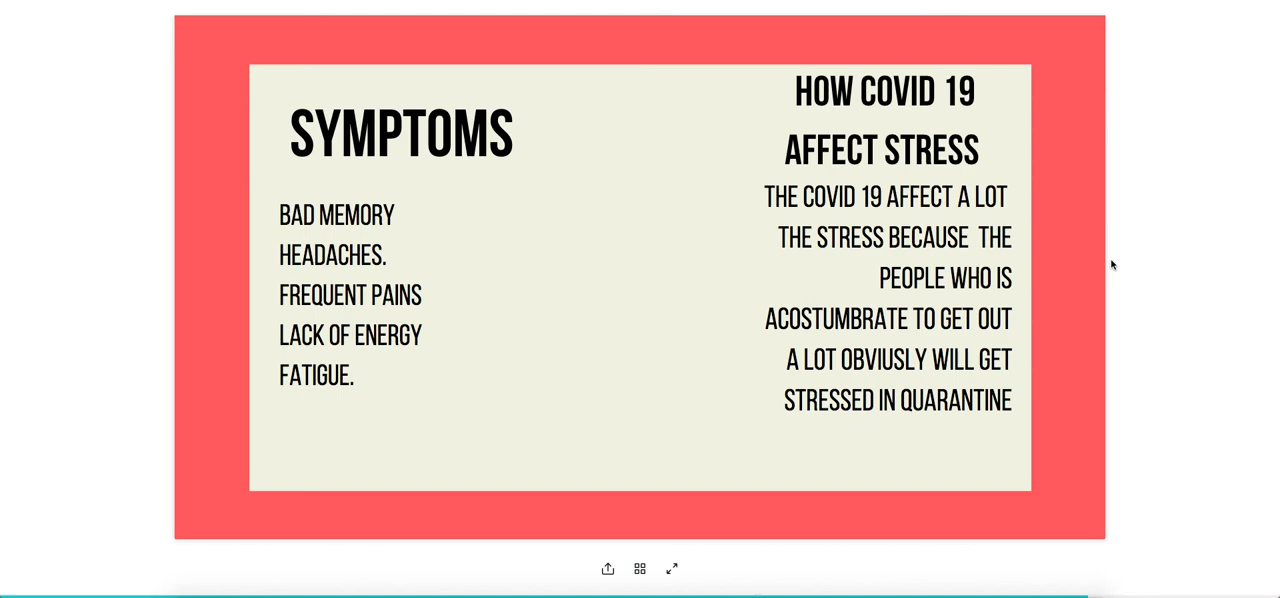 SYMPTOMS
BAD MEMORY
HEADACHES.
FREQUENT PAINS
LACK OF ENERGY
FATIGUE.
HOW COVID 19
AFFECT STRESS
THE COVID 19 AFFECT A LOT
THE STRESS BECAUSE THE
PEOPLE WHO IS
ACOSTUMBRATE TO GET OUT
A LOT OBVIUSLY WILL GET
STRESSED IN QUARANTINE